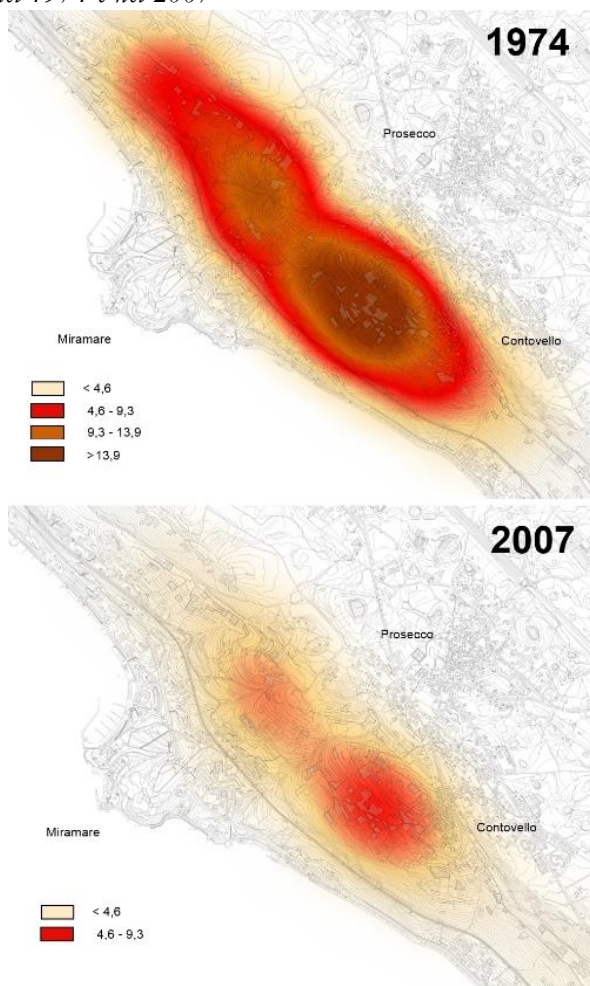 1974
Prosecco
Miramare
Contovello
< 4,6
4,6 - 9,3
9,3 - 13,9
>13,9
2007
Prosecco
Miramare
Contovello
< 4,6
4,6 - 9,3